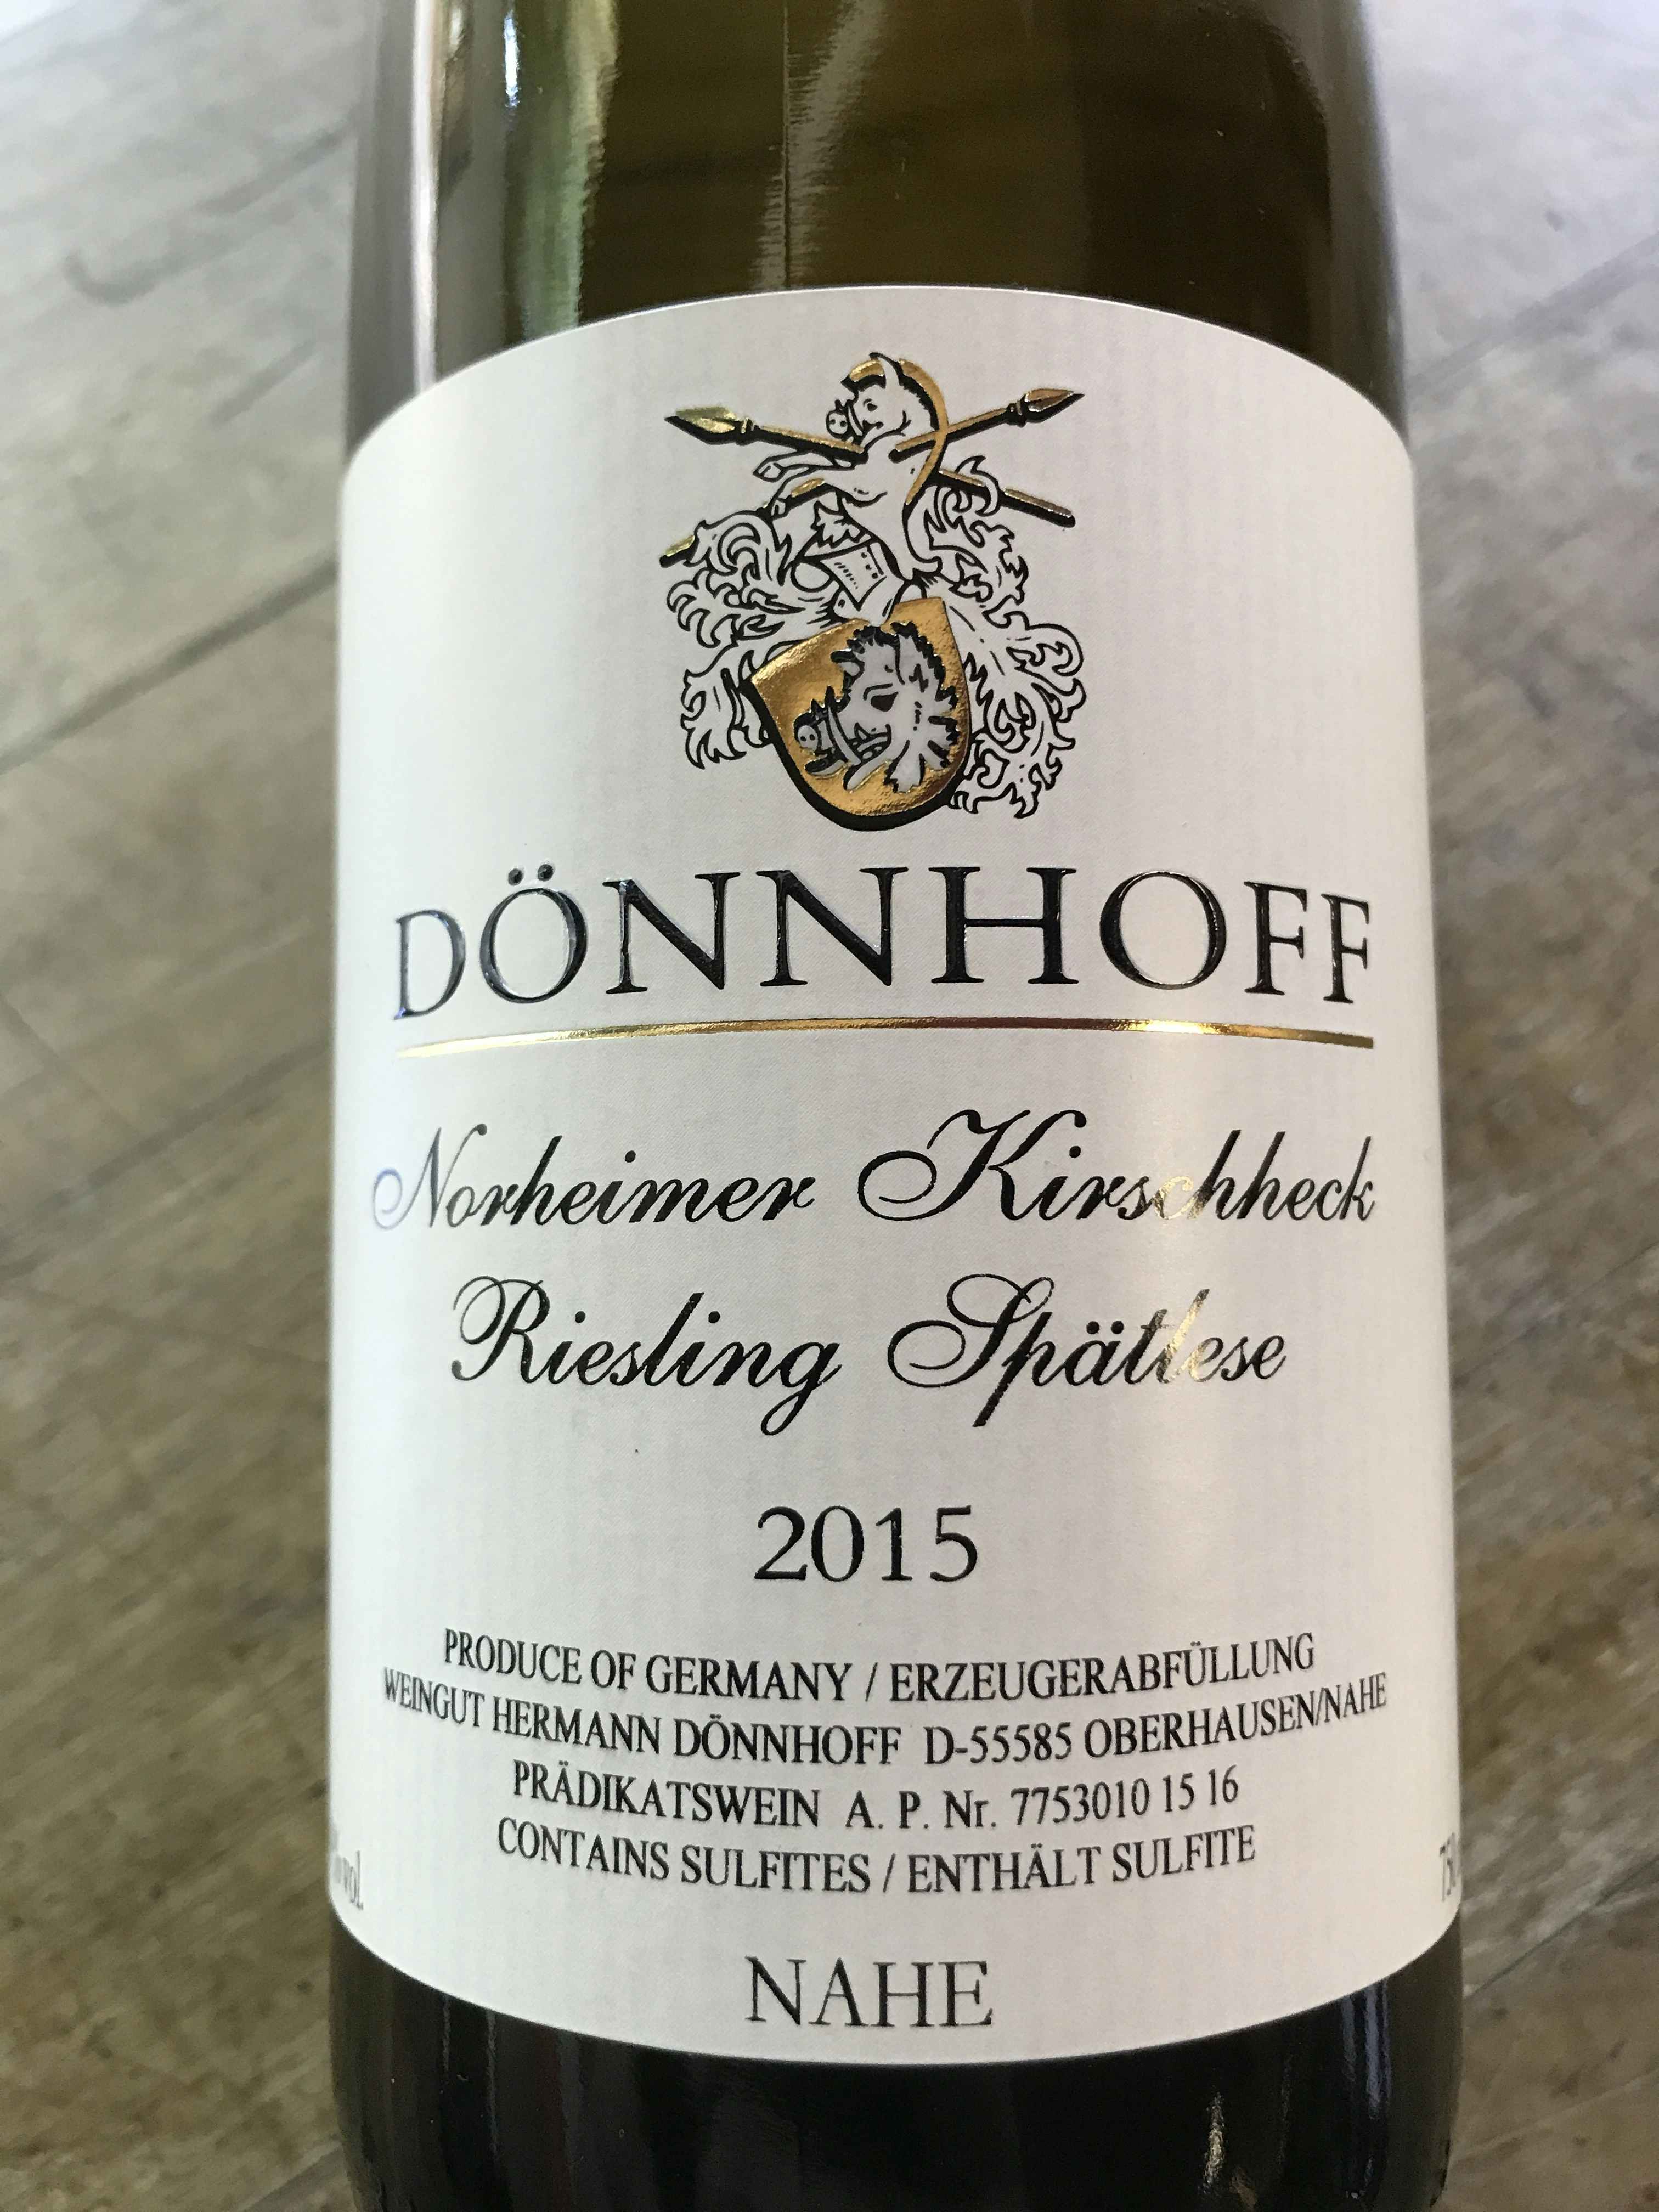 DÖNNHOFF
Norheimer Kirschheck
Riesling Spätlese
2015
PRODUCE OF GERMANY / ERZEUGERABFÜLLUNG
WEINGUT HERMANN DÖNNHOFF D-55585 OBERHAUSEN/NAHE
PRÄDIKATSWEIN A. P. Nr. 7753010 15 16
CONTAINS SULFITES / ENTHÄLT SULFITE
vol.
NAHE